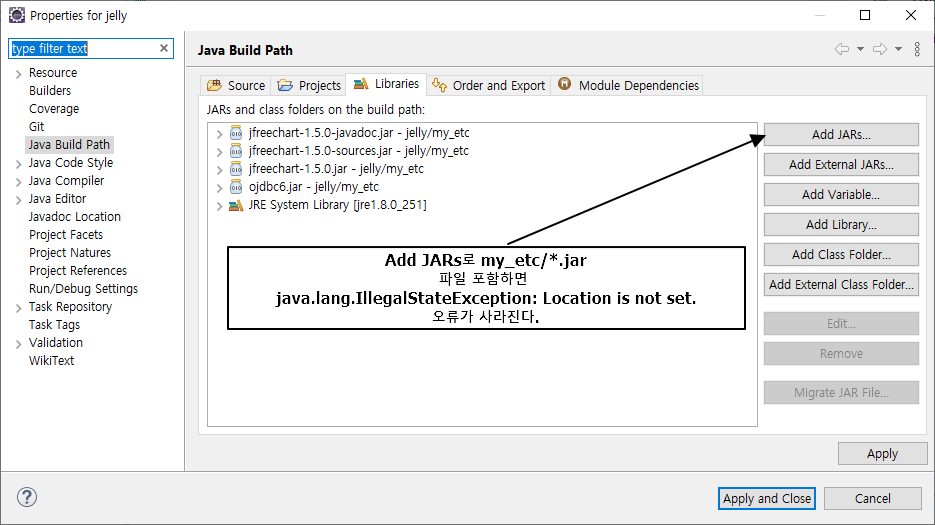 Properties for jelly
type filter text
Resource
Builders
Coverage
Git
Java Build Path
Java Code Style
Java Compiler
Java Editor
Javadoc Location
Project Facets
Project Natures
Project References
Run/Debug Settings
Task Repository
Task Tags
Validation
WikiText
Java Build Path
Source
Projects
Libraries
Order and Export
Module Dependencies
JARs and class folders on the build path:
jfreechart-1.5.0-javadoc.jar - jelly/my_etc
jfreechart-1.5.0-sources.jar - jelly/my_etc
jfreechart-1.5.0.jar - jelly/my_etc
ojdbc6.jar - jelly/my_etc
JRE System Library [jre1.8.0_251]
Add JARs로 my_etc/*.jar
파일 포함하면
java.lang.IllegalStateException: Location is not set.
오류가 사라진다.
Add JARs...
Add External JARs...
Add Variable...
Add Library...
Add Class Folder...
Add External Class Folder...
Edit...
Remove
Migrate JAR File...
Apply
Apply and Close
Cancel